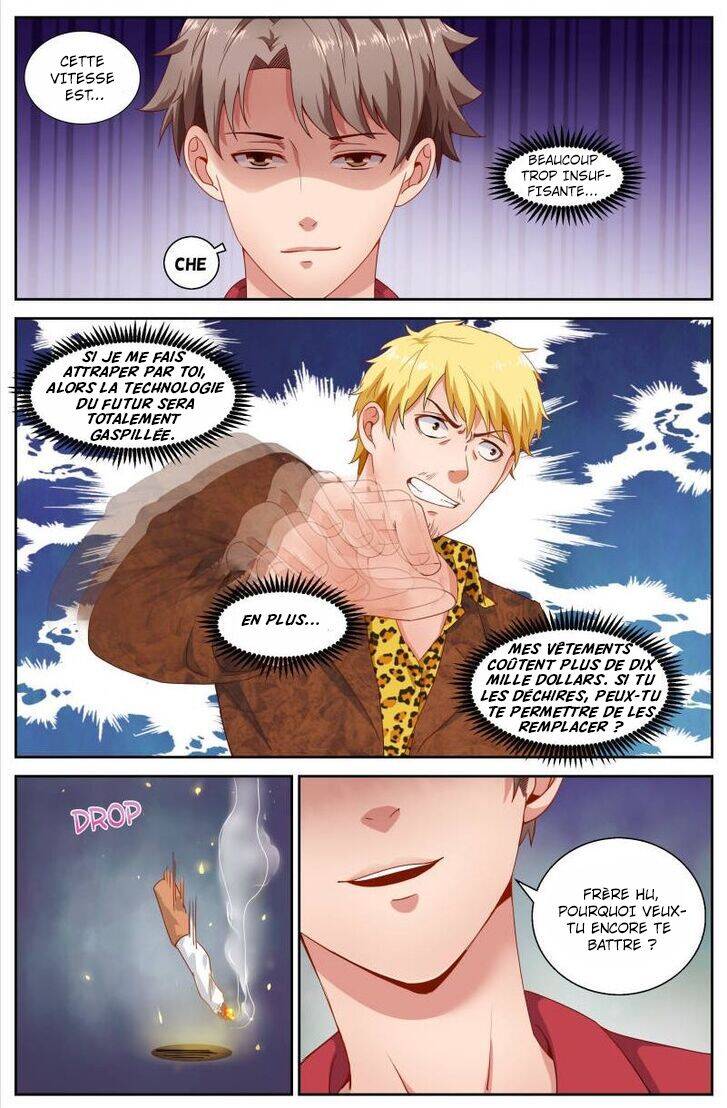 CETTE
VITESSE
EST...
BEAUCOUP
TROP INSUF-
FISANTE...
CHE
SI JE ME FAIS
ATTRAPER PAR TOI,
ALORS LA TECHNOLOGIE
DU FUTUR SERA
TOTALEMENT
GASPILLÉE.
EN PLUS...
MES VÊTEMENTS
COÛTENT PLUS DE DIX
MILLE DOLLARS. SI TU
LES DÉCHIRES, PEUX-TU
TE PERMETTRE DE LES
REMPLACER ?
DROP
FRÈRE HU,
POURQUOI VEUX-
TU ENCORE TE
BATTRE ?